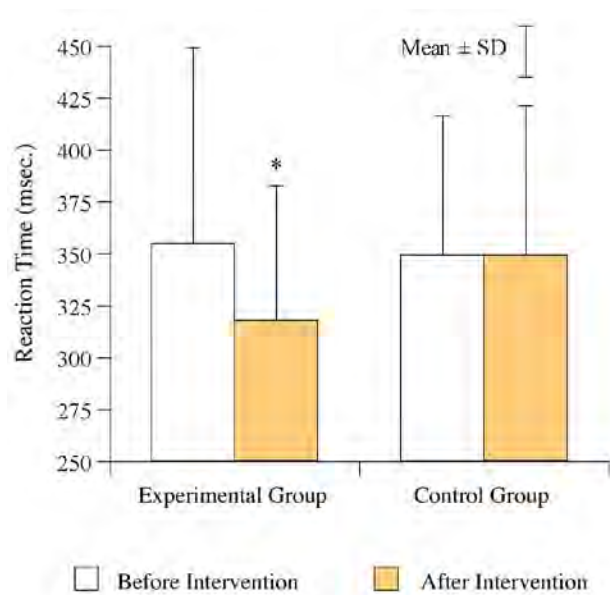 Mean ± SD
*
Reaction Time (msec.)
450
425
400
375
350
325
300
275
250
Experimental Group
Control Group
Before Intervention
After Intervention